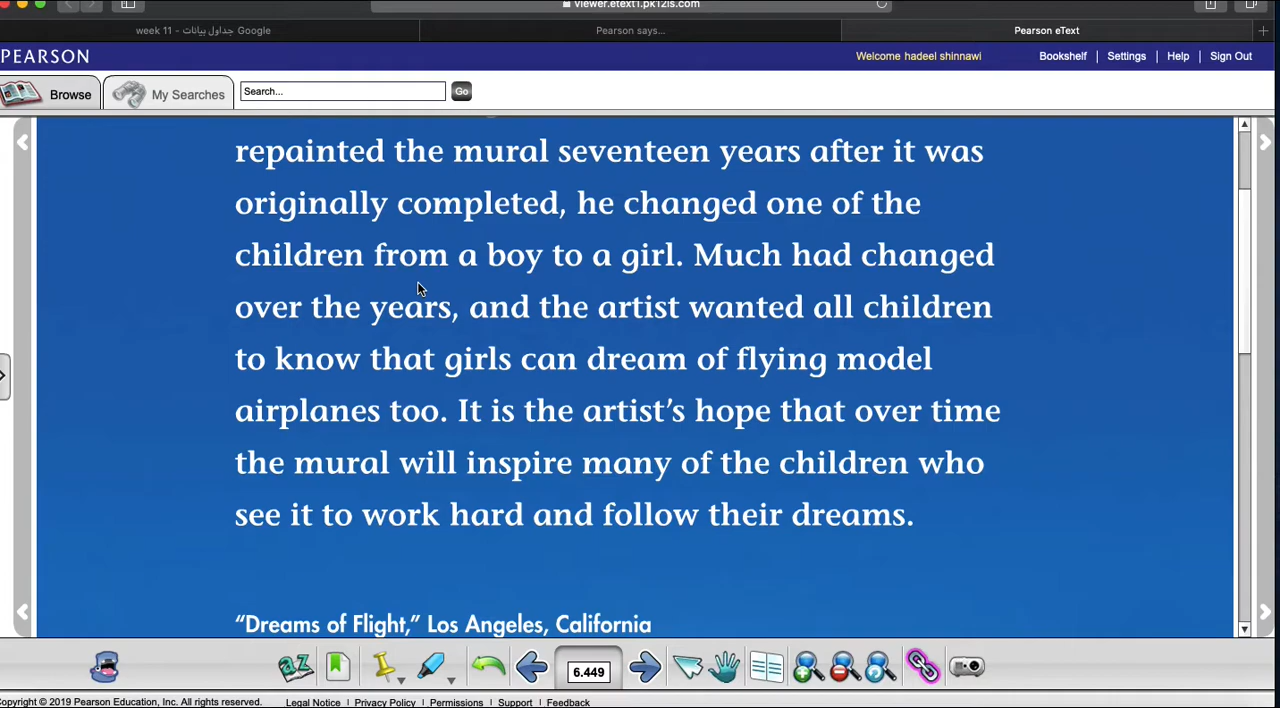 viewer.etext1.pk12ls.com
week 11 - جداول بيانات Google
Pearson says...
Pearson eText
PEARSON
Welcome hadeel shinnawi
Bookshelf | Settings | Help | Sign Out
Browse
My Searches
Search...
Go
repainted the mural seventeen years after it was
originally completed, he changed one of the
children from a boy to a girl. Much had changed
over the years, and the artist wanted all children
to know that girls can dream of flying model
airplanes too. It is the artist’s hope that over time
the mural will inspire many of the children who
see it to work hard and follow their dreams.
“Dreams of Flight,” Los Angeles, California
6.449
opyright © 2019 Pearson Education, Inc. All rights reserved.
Legal Notice | Privacy Policy | Permissions | Support | Feedback